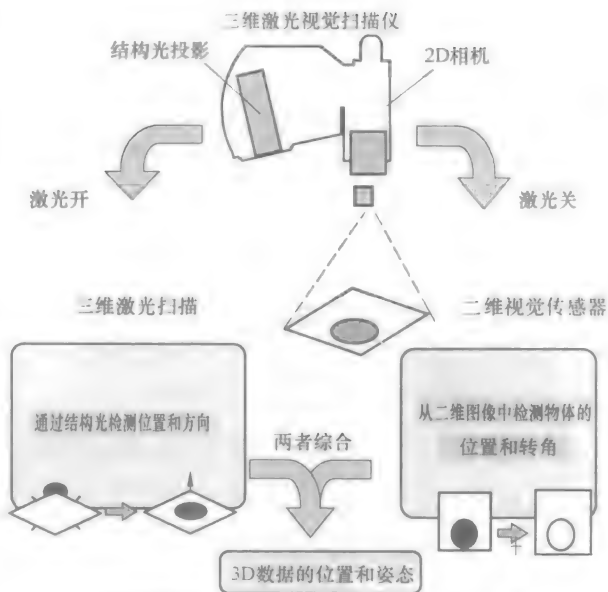 三维激光视觉扫描仪
结构光投影
2D相机
激光开
激光关
三维激光扫描
二维视觉传感器
通过结构光检测位置和方向
从二维图像中检测物体的
位置和转角
两者综合
3D数据的位置和姿态